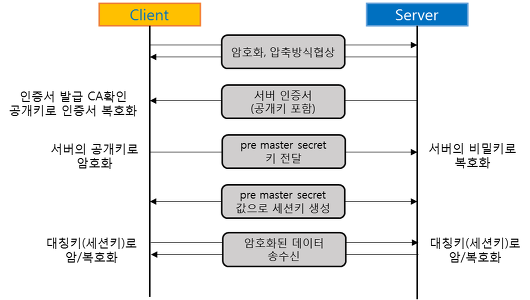 Client
Server
암호화, 압축방식협상
인증서 발급 CA확인
공개키로 인증서 복호화
서버 인증서
(공개키 포함)
서버의 공개키로
암호화
pre master secret
키 전달
서버의 비밀키로
복호화
pre master secret
값으로 세션키 생성
대칭키(세션키)로
암/복호화
암호화된 데이터
송수신
대칭키(세션키)로
암/복호화